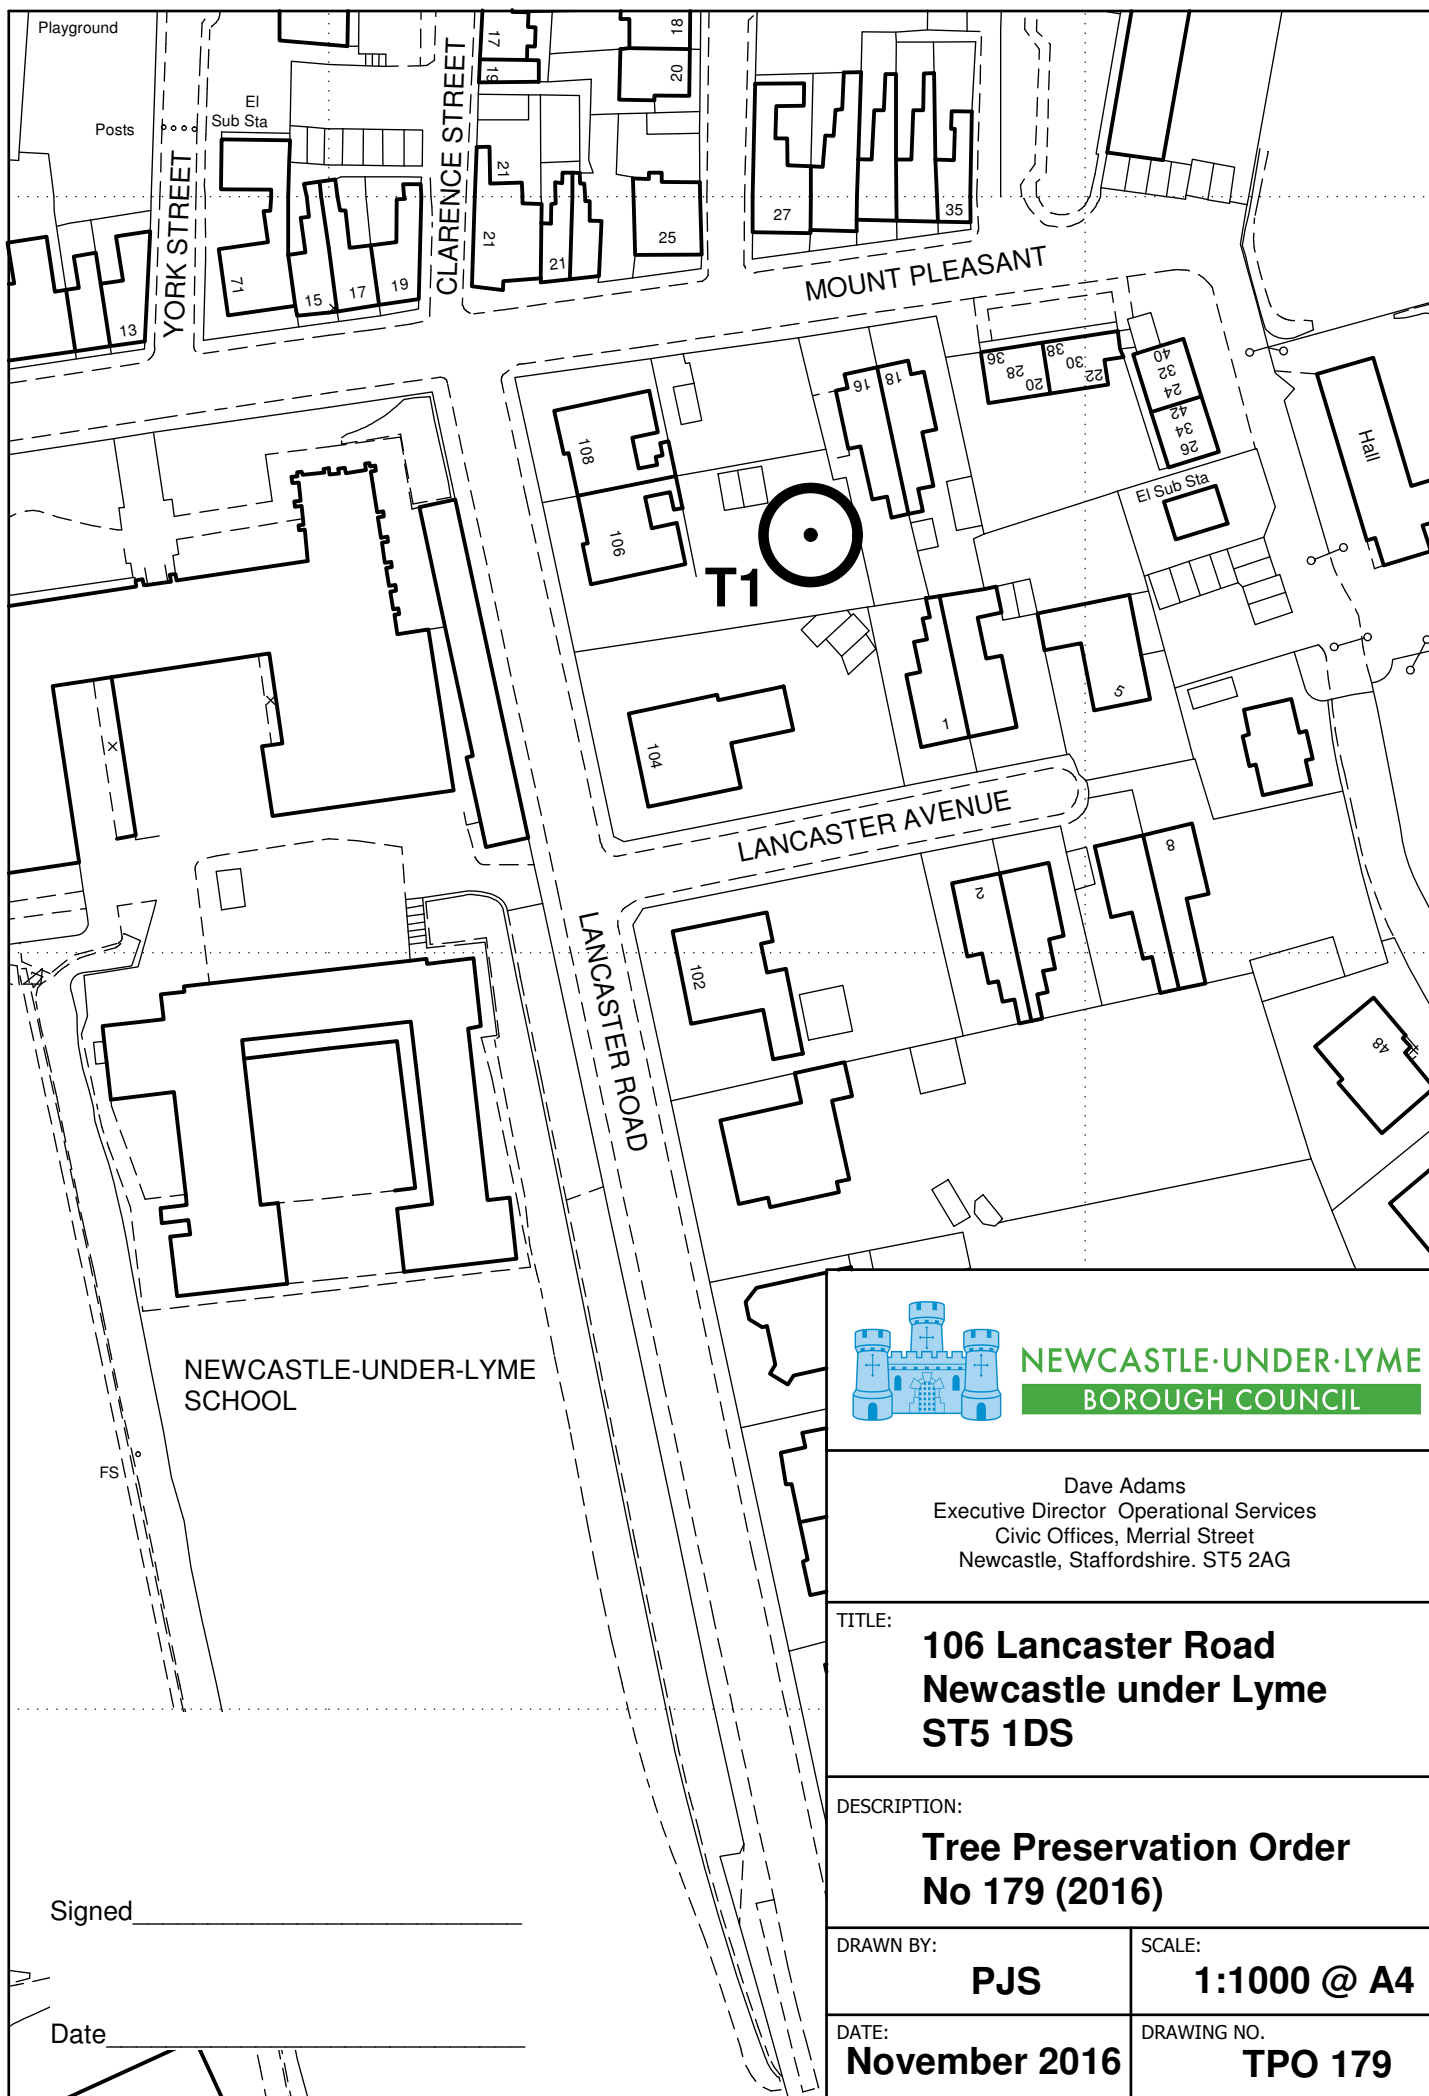 Playground
El
Sub Sta
Posts
YORK STREET
CLARENCE STREET
17
19
18
20
21
21
21
25
27
35
71
15
17
19
13
MOUNT PLEASANT
16
18
36
28
20
38
30
22
40
32
24
42
34
26
Hall
El Sub Sta
108
106
T1
104
1
5
LANCASTER AVENUE
2
8
102
LANCASTER ROAD
48
NEWCASTLE-UNDER-LYME
SCHOOL
FS
NEWCASTLE·UNDER·LYME
BOROUGH COUNCIL
Dave Adams
Executive Director Operational Services
Civic Offices, Merrial Street
Newcastle, Staffordshire. ST5 2AG
TITLE:
106 Lancaster Road
Newcastle under Lyme
ST5 1DS
DESCRIPTION:
Tree Preservation Order
No 179 (2016)
DRAWN BY:
PJS
SCALE:
1:1000 @ A4
DATE:
November 2016
DRAWING NO.
TPO 179
Signed
Date